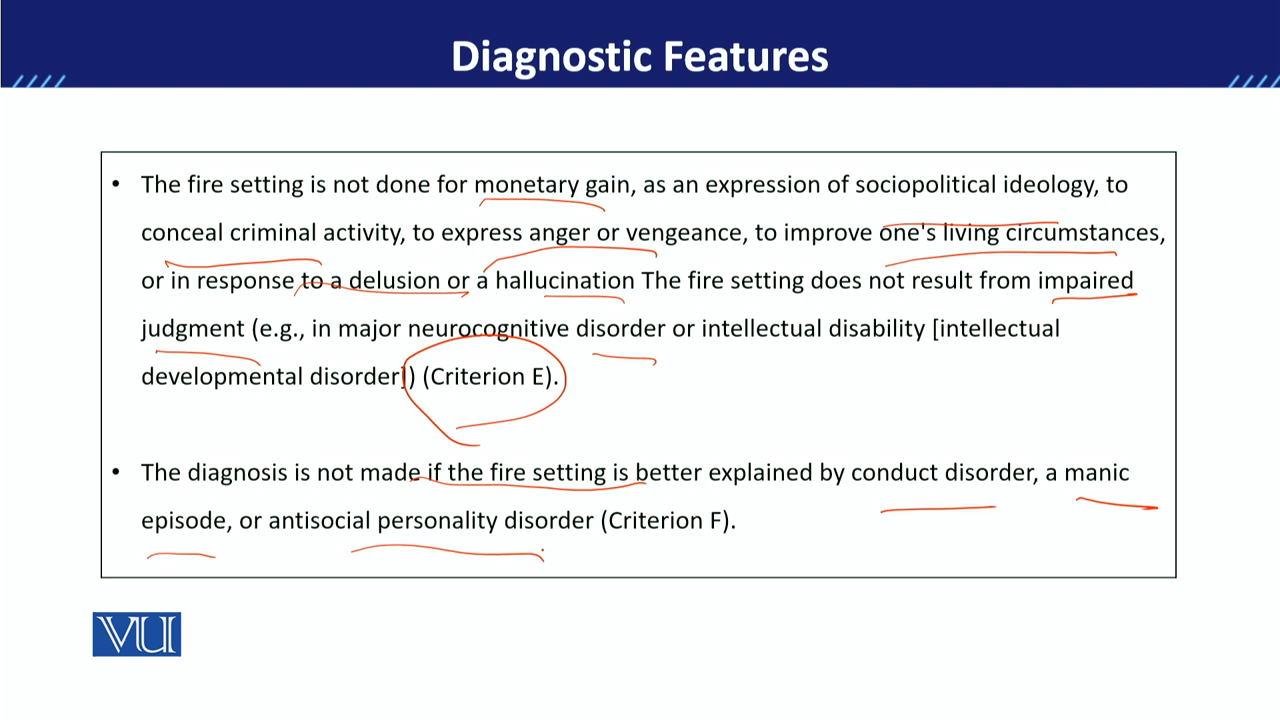 Diagnostic Features
• The fire setting is not done for monetary gain, as an expression of sociopolitical ideology, to
conceal criminal activity, to express anger or vengeance, to improve one's living circumstances,
or in response to a delusion or a hallucination The fire setting does not result from impaired
judgment (e.g., in major neurocognitive disorder or intellectual disability [intellectual
developmental disorder]) (Criterion E).
• The diagnosis is not made if the fire setting is better explained by conduct disorder, a manic
episode, or antisocial personality disorder (Criterion F).
VU